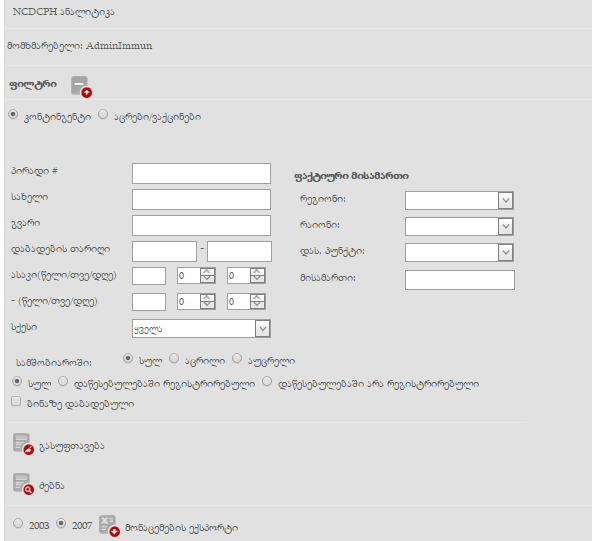 NCDCPH ანალიტიკა
მომხმარებელი: AdminImmun
ფილტრი
კონტინგენტი აცრები/ვაქცინები
პირადი #
სახელი
გვარი
დაბადების თარიღი -
ასაკი(წელი/თვე/დღე) 0 0
- (წელი/თვე/დღე) 0 0
სქესი ყველა
ფაქტიური მისამართი
რეგიონი:
რაიონი:
დას. პუნქტი:
მისამართი:
სამშობიაროში: სულ აცრილი აუცრელი
სულ დაწესებულებაში რეგისტრირებული დაწესებულებაში არა რეგისტრირებული
ბინაზე დაბადებული
გასუფთავება
ძებნა
2003 2007 მონაცემების ექსპორტი